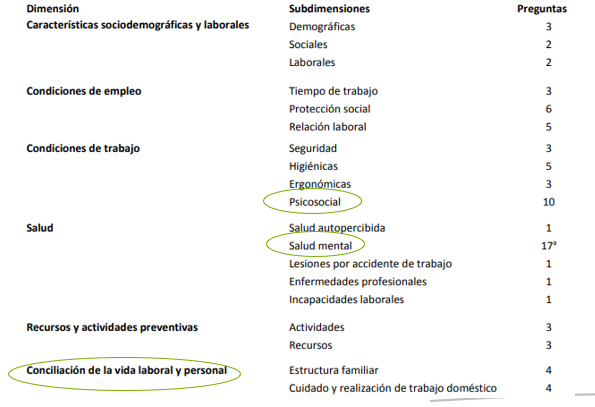 Dimensión Subdimensiones Preguntas
Características sociodemográficas y laborales Demográficas 3
Sociales 2
Laborales 2
Condiciones de empleo Tiempo de trabajo 3
Protección social 6
Relación laboral 5
Condiciones de trabajo Seguridad 3
Higiénicas 5
Ergonómicas 3
Psicosocial 10
Salud Salud autopercibida 1
Salud mental 17ª
Lesiones por accidente de trabajo 1
Enfermedades profesionales 1
Incapacidades laborales 1
Recursos y actividades preventivas Actividades 3
Recursos 3
Conciliación de la vida laboral y personal Estructura familiar 4
Cuidado y realización de trabajo doméstico 4